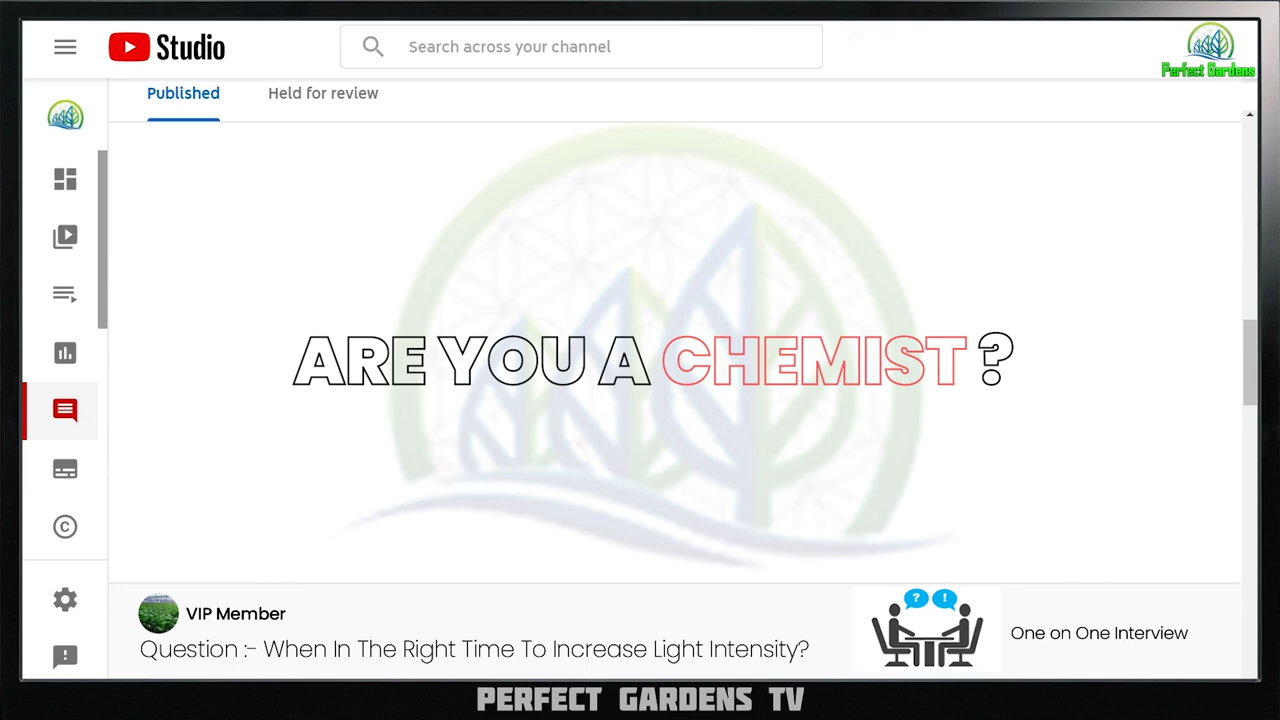 Studio
Search across your channel
Perfect Gardens
Published
Held for review
ARE YOU A CHEMIST ?
VIP Member
Question :- When In The Right Time To Increase Light Intensity?
? !
One on One Interview
PERFECT GARDENS TV